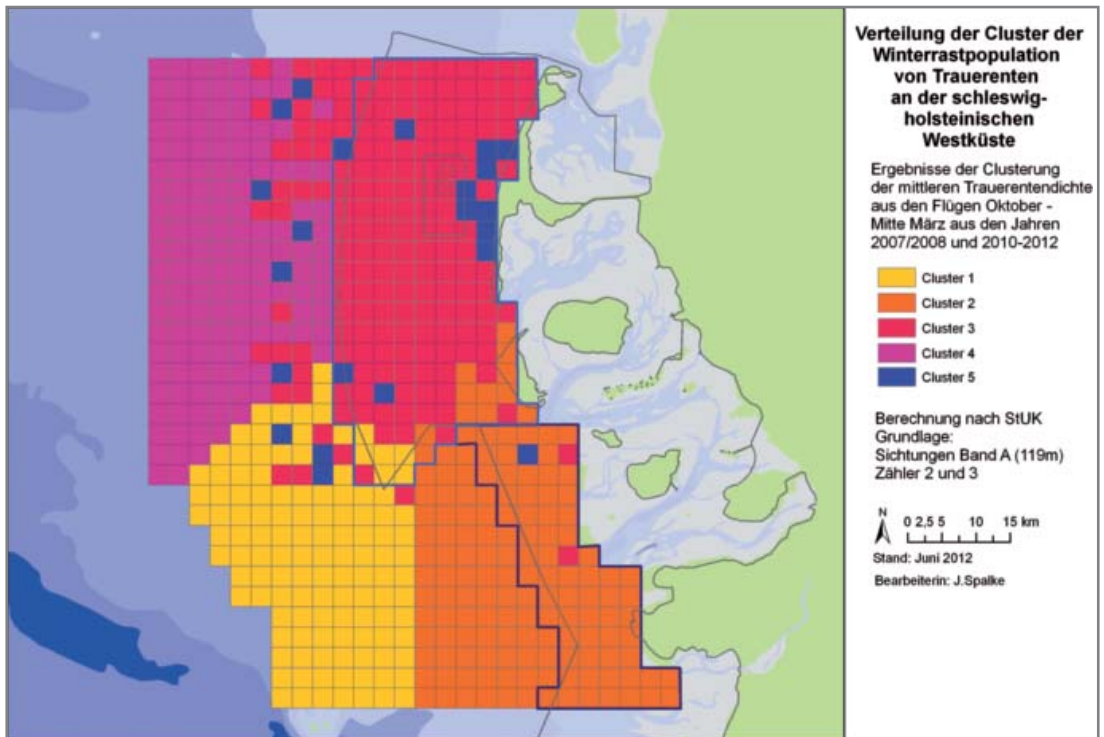 Verteilung der Cluster der
Winterrastpopulation
von Trauerenten
an der schleswig-
holsteinischen
Westküste
Ergebnisse der Clusterung
der mittleren Trauerentendichte
aus den Flügen Oktober -
Mitte März aus den Jahren
2007/2008 und 2010-2012
Cluster 1
Cluster 2
Cluster 3
Cluster 4
Cluster 5
Berechnung nach StUK
Grundlage:
Sichtungen Band A (119m)
Zähler 2 und 3
N
0 2,5 5 10 15 km
Stand: Juni 2012
Bearbeiterin: J.Spalke